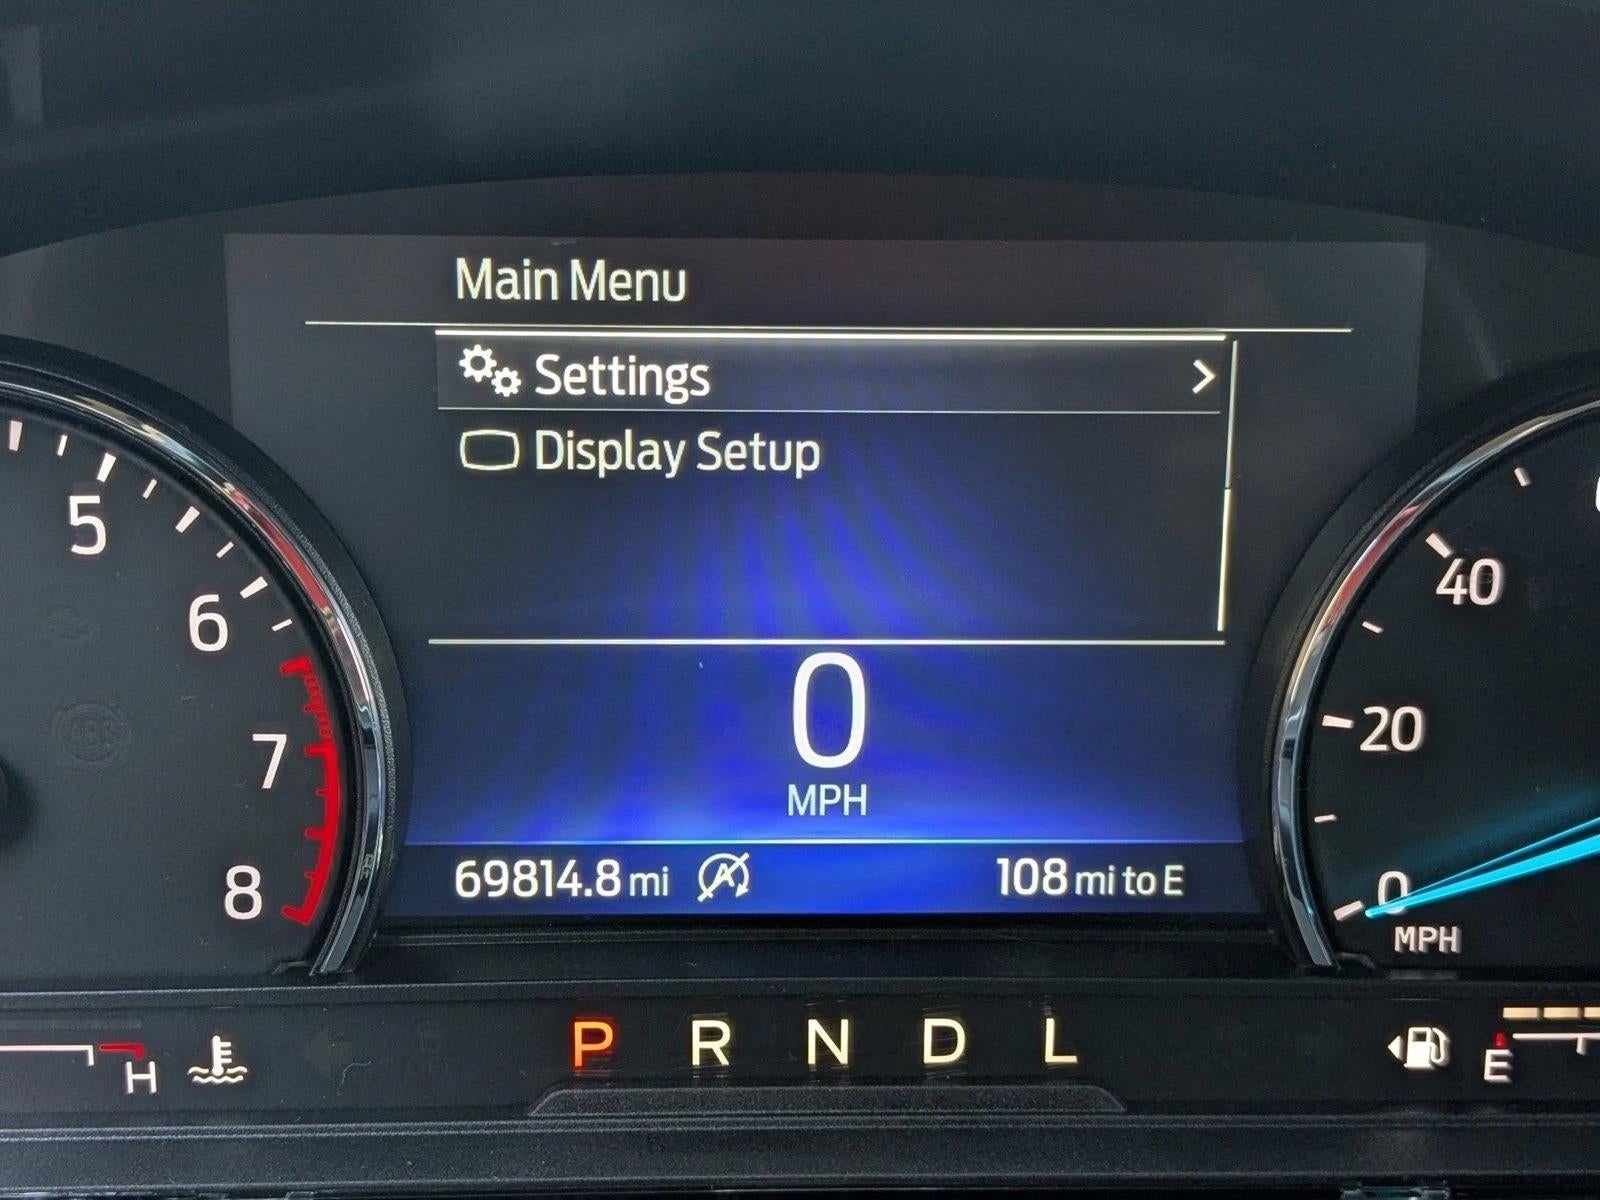 Main Menu
Settings
Display Setup
0
MPH
69814.8 mi
108 mi to E
5
6
7
8
40
20
0
MPH
H
P R N D L
E